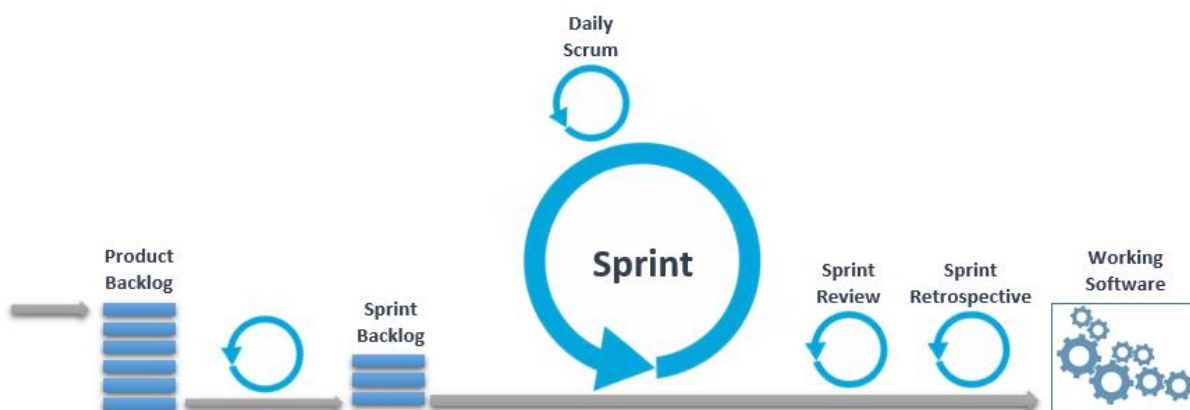 Daily
Scrum
Sprint
Product
Backlog
Sprint
Backlog
Sprint
Review
Sprint
Retrospective
Working
Software